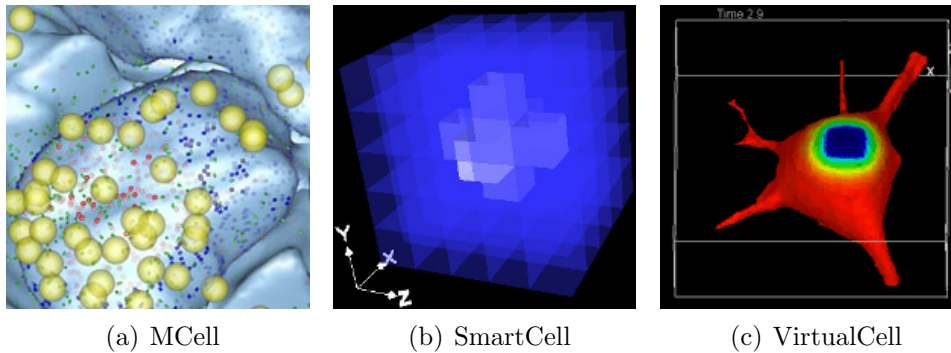 Time 2.9
X
Y
X
Z
(a) MCell
(b) SmartCell
(c) VirtualCell